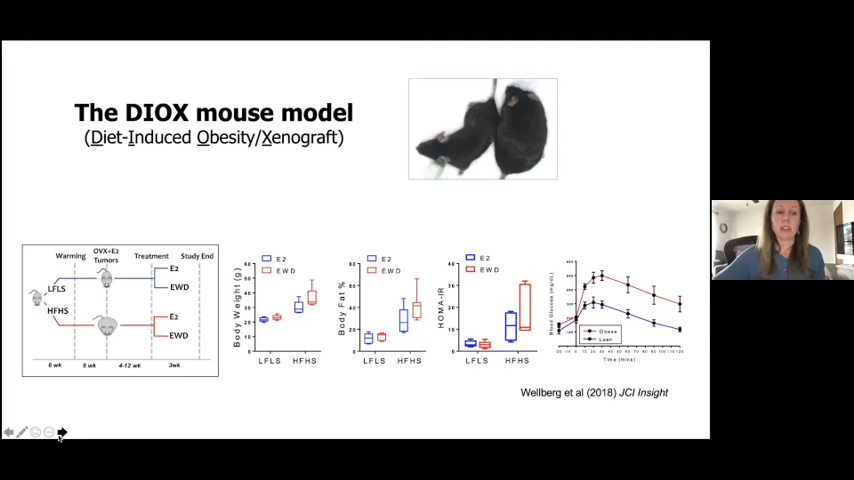 The DIOX mouse model
(Diet-Induced Obesity/Xenograft)
Warming
OVX+E2
Tumors
Treatment
Study End
LFLS
HFHS
E2
EWD
E2
EWD
6 wk
6 wk
4-12 wk
3wk
E2
EWD
Body Weight (g)
LFLS
HFHS
E2
EWD
Body Fat %
LFLS
HFHS
E2
EWD
HOMA-IR
LFLS
HFHS
Blood Glucose (mg/dL)
Obese
Lean
Time (mins)
Wellberg et al (2018) JCI Insight